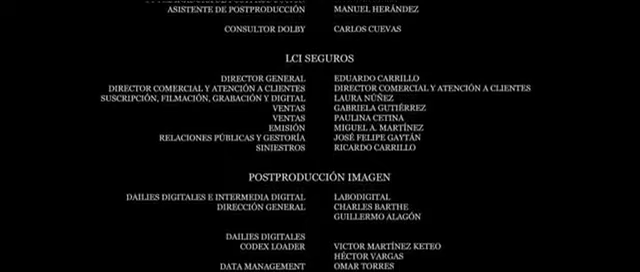 ASISTENTE DE POSTPRODUCCIÓN MANUEL HERÁNDEZ
CONSULTOR DOLBY CARLOS CUEVAS
LCI SEGUROS
DIRECTOR GENERAL EDUARDO CARRILLO
DIRECTOR COMERCIAL Y ATENCIÓN A CLIENTES DIRECTOR COMERCIAL Y ATENCIÓN A CLIENTES
SUSCRIPCIÓN, FILMACIÓN, GRABACIÓN Y DIGITAL LAURA NÚÑEZ
VENTAS GABRIELA GUTIÉRREZ
VENTAS PAULINA CETINA
EMISIÓN MIGUEL A. MARTÍNEZ
RELACIONES PÚBLICAS Y GESTORÍA JOSÉ FELIPE GAYTÁN
SINIESTROS RICARDO CARRILLO
POSTPRODUCCIÓN IMAGEN
DAILIES DIGITALES E INTERMEDIA DIGITAL LABODIGITAL
DIRECCIÓN GENERAL CHARLES BARTHE
GUILLERMO ALAGÓN
DAILIES DIGITALES
CODEX LOADER VICTOR MARTÍNEZ KETEO
HÉCTOR VARGAS
DATA MANAGEMENT OMAR TORRES